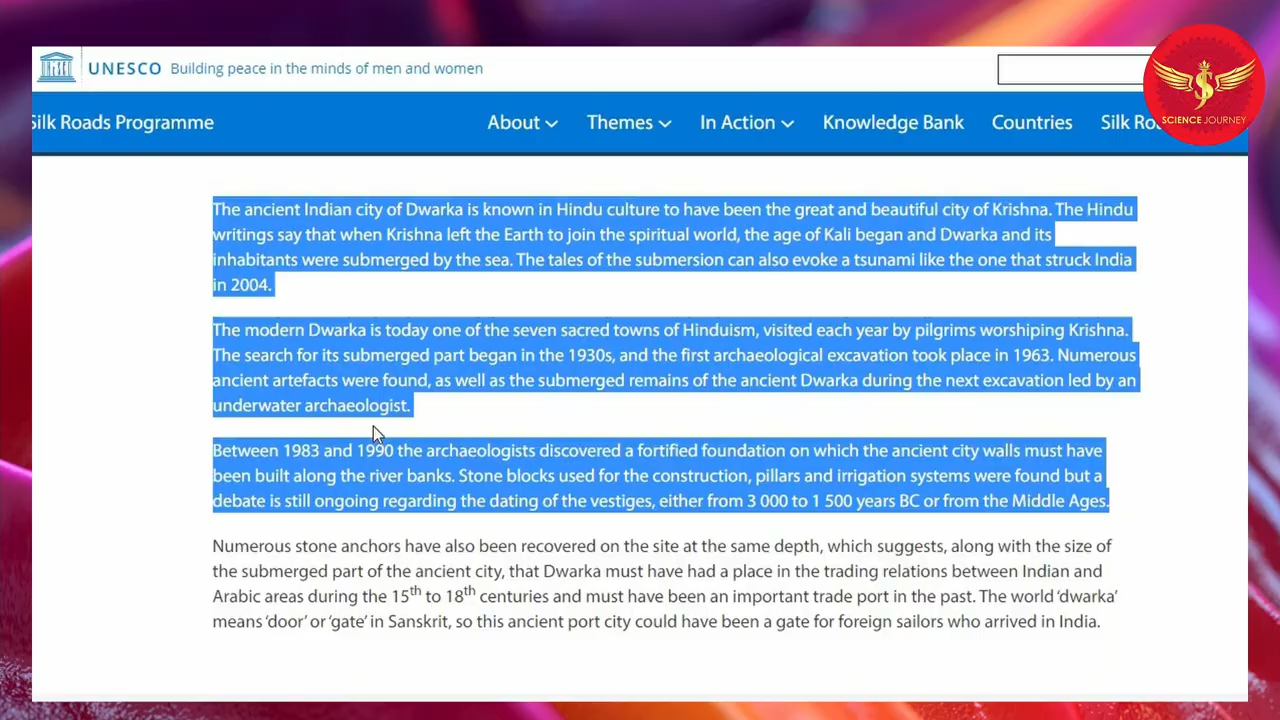 UNESCO Building peace in the minds of men and women
SCIENCE JOURNEY
Silk Roads Programme
About
Themes
In Action
Knowledge Bank
Countries
Silk
The ancient Indian city of Dwarka is known in Hindu culture to have been the great and beautiful city of Krishna. The Hindu
writings say that when Krishna left the Earth to join the spiritual world, the age of Kali began and Dwarka and its
inhabitants were submerged by the sea. The tales of the submersion can also evoke a tsunami like the one that struck India
in 2004.
The modern Dwarka is today one of the seven sacred towns of Hinduism, visited each year by pilgrims worshiping Krishna.
The search for its submerged part began in the 1930s, and the first archaeological excavation took place in 1963. Numerous
ancient artefacts were found, as well as the submerged remains of the ancient Dwarka during the next excavation led by an
underwater archaeologist.
Between 1983 and 1990 the archaeologists discovered a fortified foundation on which the ancient city walls must have
been built along the river banks. Stone blocks used for the construction, pillars and irrigation systems were found but a
debate is still ongoing regarding the dating of the vestiges, either from 3 000 to 1 500 years BC or from the Middle Ages.
Numerous stone anchors have also been recovered on the site at the same depth, which suggests, along with the size of
the submerged part of the ancient city, that Dwarka must have had a place in the trading relations between Indian and
Arabic areas during the 15th to 18th centuries and must have been an important trade port in the past. The world ‘dwarka’
means ‘door’ or ‘gate’ in Sanskrit, so this ancient port city could have been a gate for foreign sailors who arrived in India.